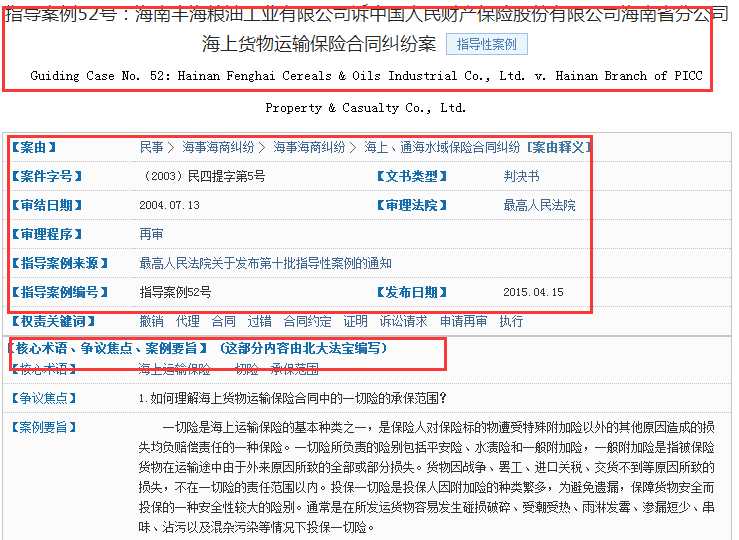 指导案例52号：海南丰海粮油工业有限公司诉中国人民财产保险股份有限公司海南省分公司
海上货物运输保险合同纠纷案 指导性案例
Guiding Case No. 52: Hainan Fenghai Cereals & Oils Industrial Co., Ltd. v. Hainan Branch of PICC
Property & Casualty Co., Ltd.
【案由】 民事 > 海事海商纠纷 > 海事海商纠纷 > 海上、通海水域保险合同纠纷 [案由释义]
【案件字号】 （2003）民四提字第5号 【文书类型】 判决书
【审结日期】 2004.07.13 【审理法院】 最高人民法院
【审理程序】 再审
【指导案例来源】 最高人民法院关于发布第十批指导性案例的通知
【指导案例编号】 指导案例52号 【发布日期】 2015.04.15
【权责关键词】 撤销 代理 合同 过错 合同约定 证明 诉讼请求 申请再审 执行
【核心术语、争议焦点、案例要旨】（这部分内容由北大法宝编写）
【核心术语】 海上运输保险 一切险 承保范围
【争议焦点】 1.如何理解海上货物运输保险合同中的一切险的承保范围？
【案例要旨】 一切险是海上运输保险的基本种类之一，是保险人对保险标的物遭受特殊附加险以外的其他原因造成的损
失均负赔偿责任的一种保险。一切险所负责的险别包括平安险、水渍险和一般附加险，一般附加险是指被保险
货物在运输途中由于外来原因所致的全部或部分损失。货物因战争、罢工、进口关税、交货不到等原因所致的
损失，不在一切险的责任范围以内。投保一切险是投保人因附加险的种类繁多，为避免遗漏，保障货物安全而
投保的一种安全性较大的险别。通常是在所发运货物容易发生碰损破碎、受潮受热、雨淋发霉、渗漏短少、串
味、沾污以及混杂污染等情况下投保一切险。